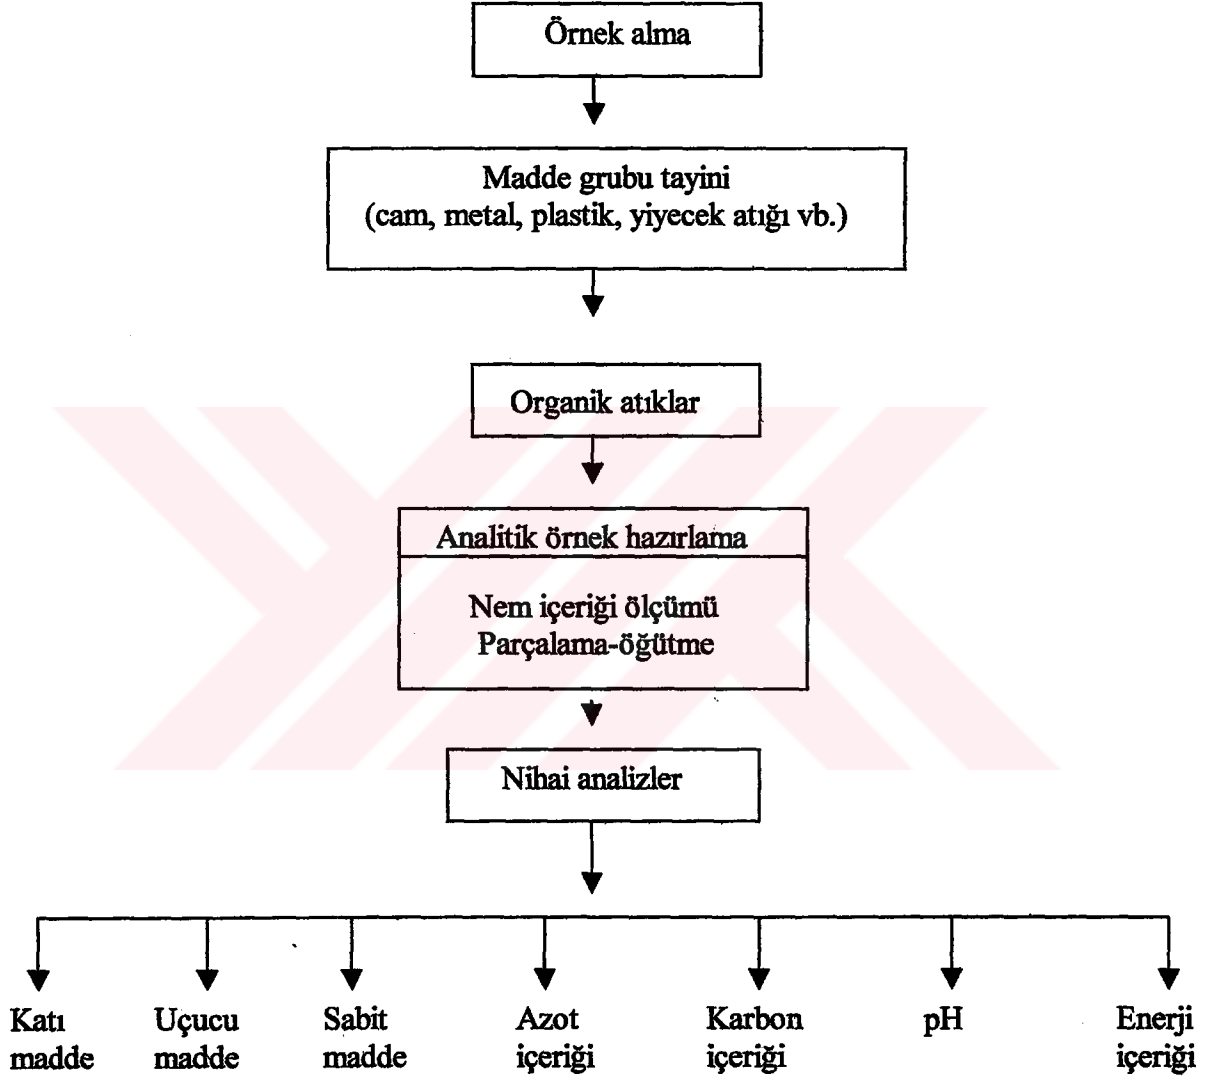 Örnek alma
Madde grubu tayini
(cam, metal, plastik, yiyecek atığı vb.)
Organik atıklar
Analitik örnek hazırlama
Nem içeriği ölçümü
Parçalama-öğütme
Nihai analizler
Katı
madde
Uçucu
madde
Sabit
madde
Azot
içeriği
Karbon
içeriği
pH
Enerji
içeriği